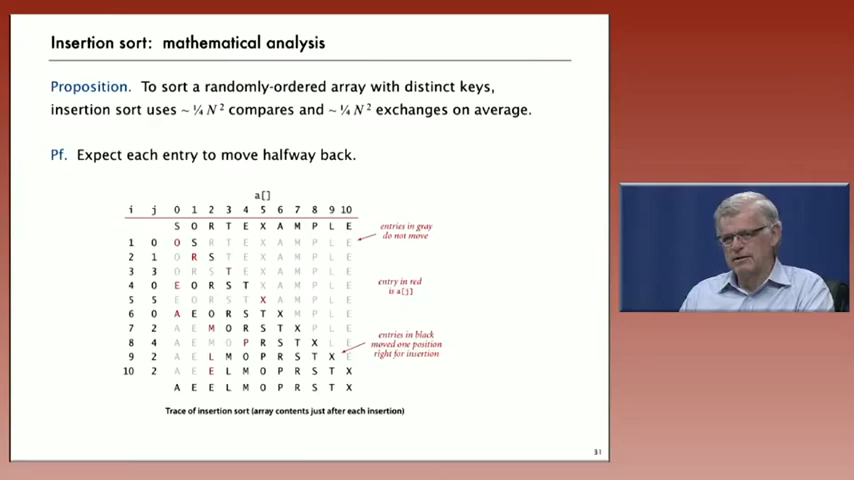 Insertion sort: mathematical analysis
Proposition. To sort a randomly-ordered array with distinct keys,
insertion sort uses ~ ¼ N² compares and ~ ¼ N² exchanges on average.
Pf. Expect each entry to move halfway back.
a[]
i j 0 1 2 3 4 5 6 7 8 9 10
S O R T E X A M P L E
1 0 O S R T E X A M P L E
2 1 O R S T E X A M P L E
3 3 O R S T E X A M P L E
4 0 E O R S T X A M P L E
5 5 E O R S T X A M P L E
6 0 A E O R S T X M P L E
7 2 A E M O R S T X P L E
8 4 A E M O P R S T X L E
9 2 A E L M O P R S T X E
10 2 A E E L M O P R S T X
A E E L M O P R S T X
entries in gray
do not move
entry in red
is a[j]
entries in black
moved one position
right for insertion
Trace of insertion sort (array contents just after each insertion)
31